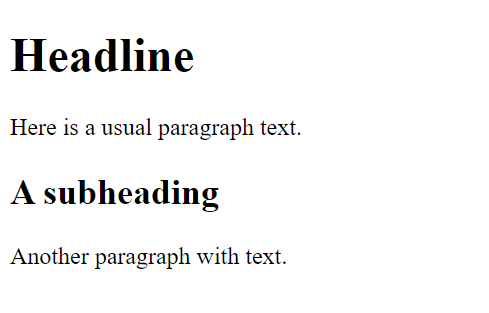 Headline
Here is a usual paragraph text.
A subheading
Another paragraph with text.